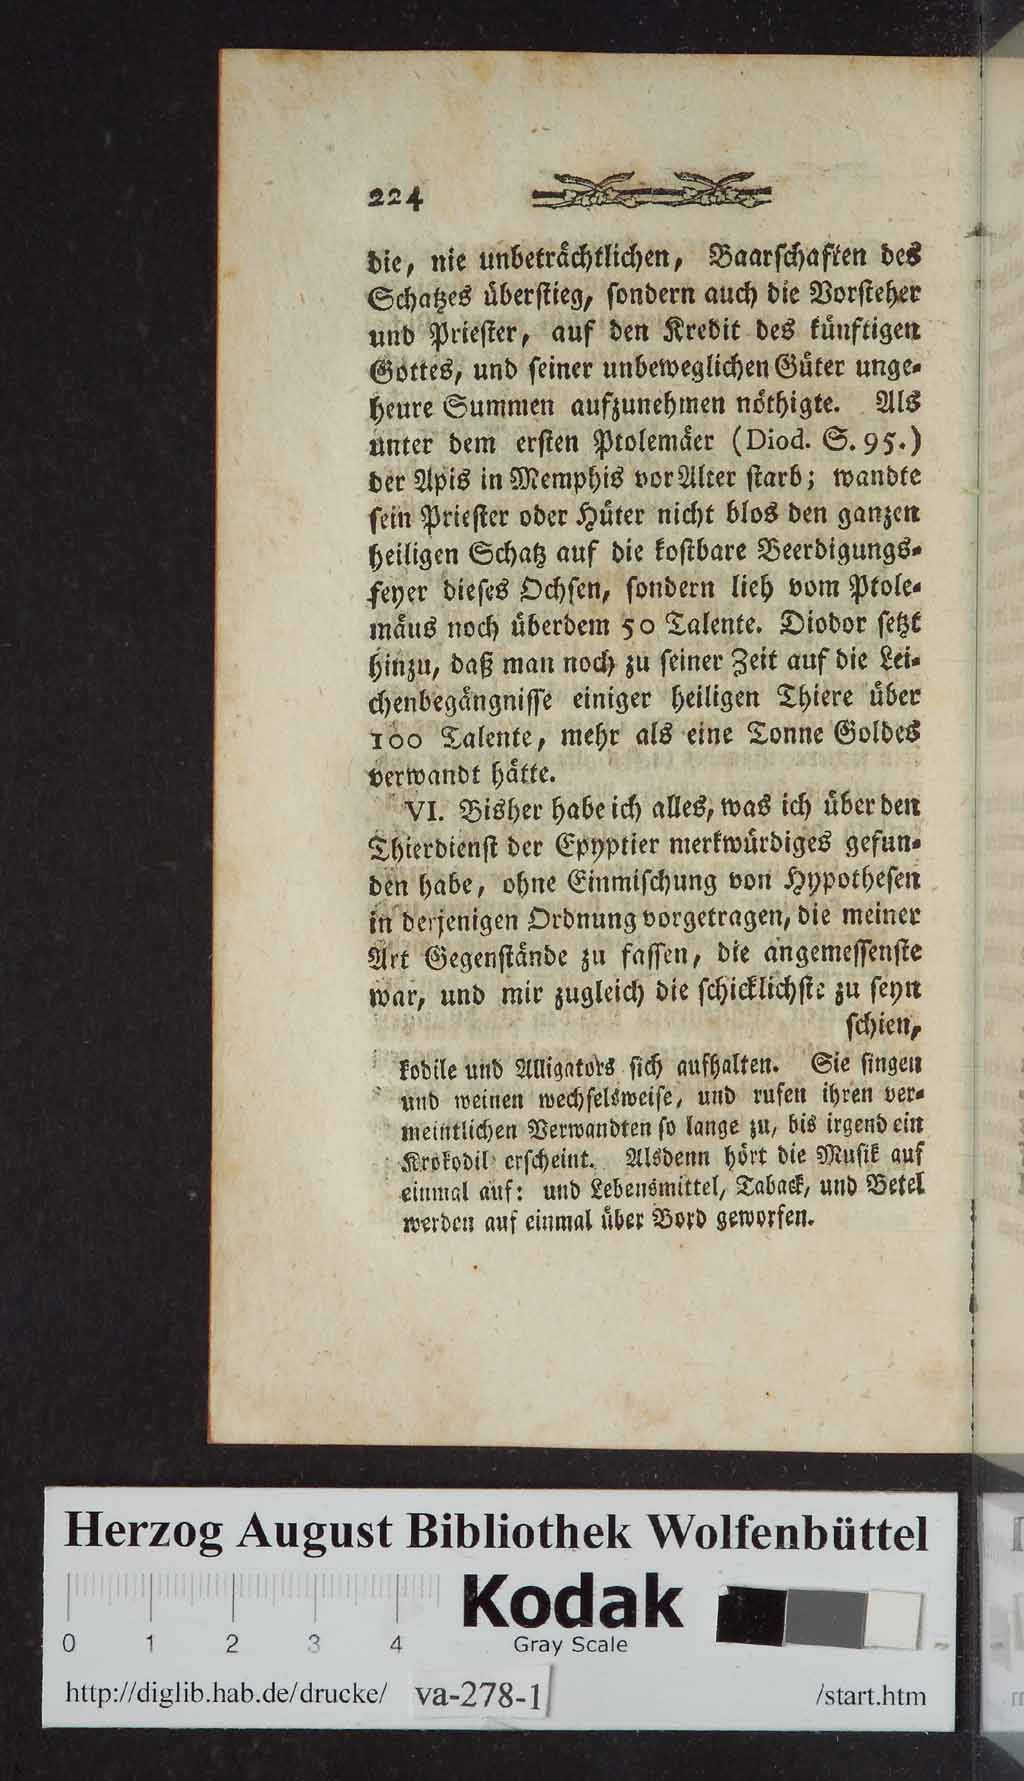 224
die, nie unbeträchtlichen, Baarschaften des
Schatzes überstieg, sondern auch die Vorsteher
und Priester, auf den Kredit des künftigen
Gottes, und seiner unbeweglichen Güter unge-
heure Summen aufzunehmen nöthigte. Als
unter dem ersten Ptolemäer (Diod. S. 95.)
der Apis in Memphis vor Alter starb; wandte
sein Priester oder Hüter nicht blos den ganzen
heiligen Schatz auf die kostbare Beerdigungs-
feyer dieses Ochsen, sondern lieh vom Ptole-
mäus noch überdem 50 Talente. Diodor setzt
hinzu, daß man noch zu seiner Zeit auf die Lei-
chenbegängnisse einiger heiligen Thiere über
100 Talente, mehr als eine Tonne Goldes
verwandt hätte.
VI. Bisher habe ich alles, was ich über den
Thierdienst der Epyptier merkwürdiges gefun-
den habe, ohne Einmischung von Hypothesen
in derjenigen Ordnung vorgetragen, die meiner
Art Gegenstände zu fassen, die angemessenste
war, und mir zugleich die schicklichste zu seyn
schien,
kodile und Alligators sich aufhalten. Sie singen
und weinen wechselsweise, und rufen ihren ver-
meintlichen Verwandten so lange zu, bis irgend ein
Krokodil erscheint. Alsdenn hört die Musik auf
einmal auf: und Lebensmittel, Taback, und Betel
werden auf einmal über Bord geworfen.
Herzog August Bibliothek Wolfenbüttel
Kodak
Gray Scale
0 1 2 3 4
http://diglib.hab.de/drucke/ va-278-1 /start.htm